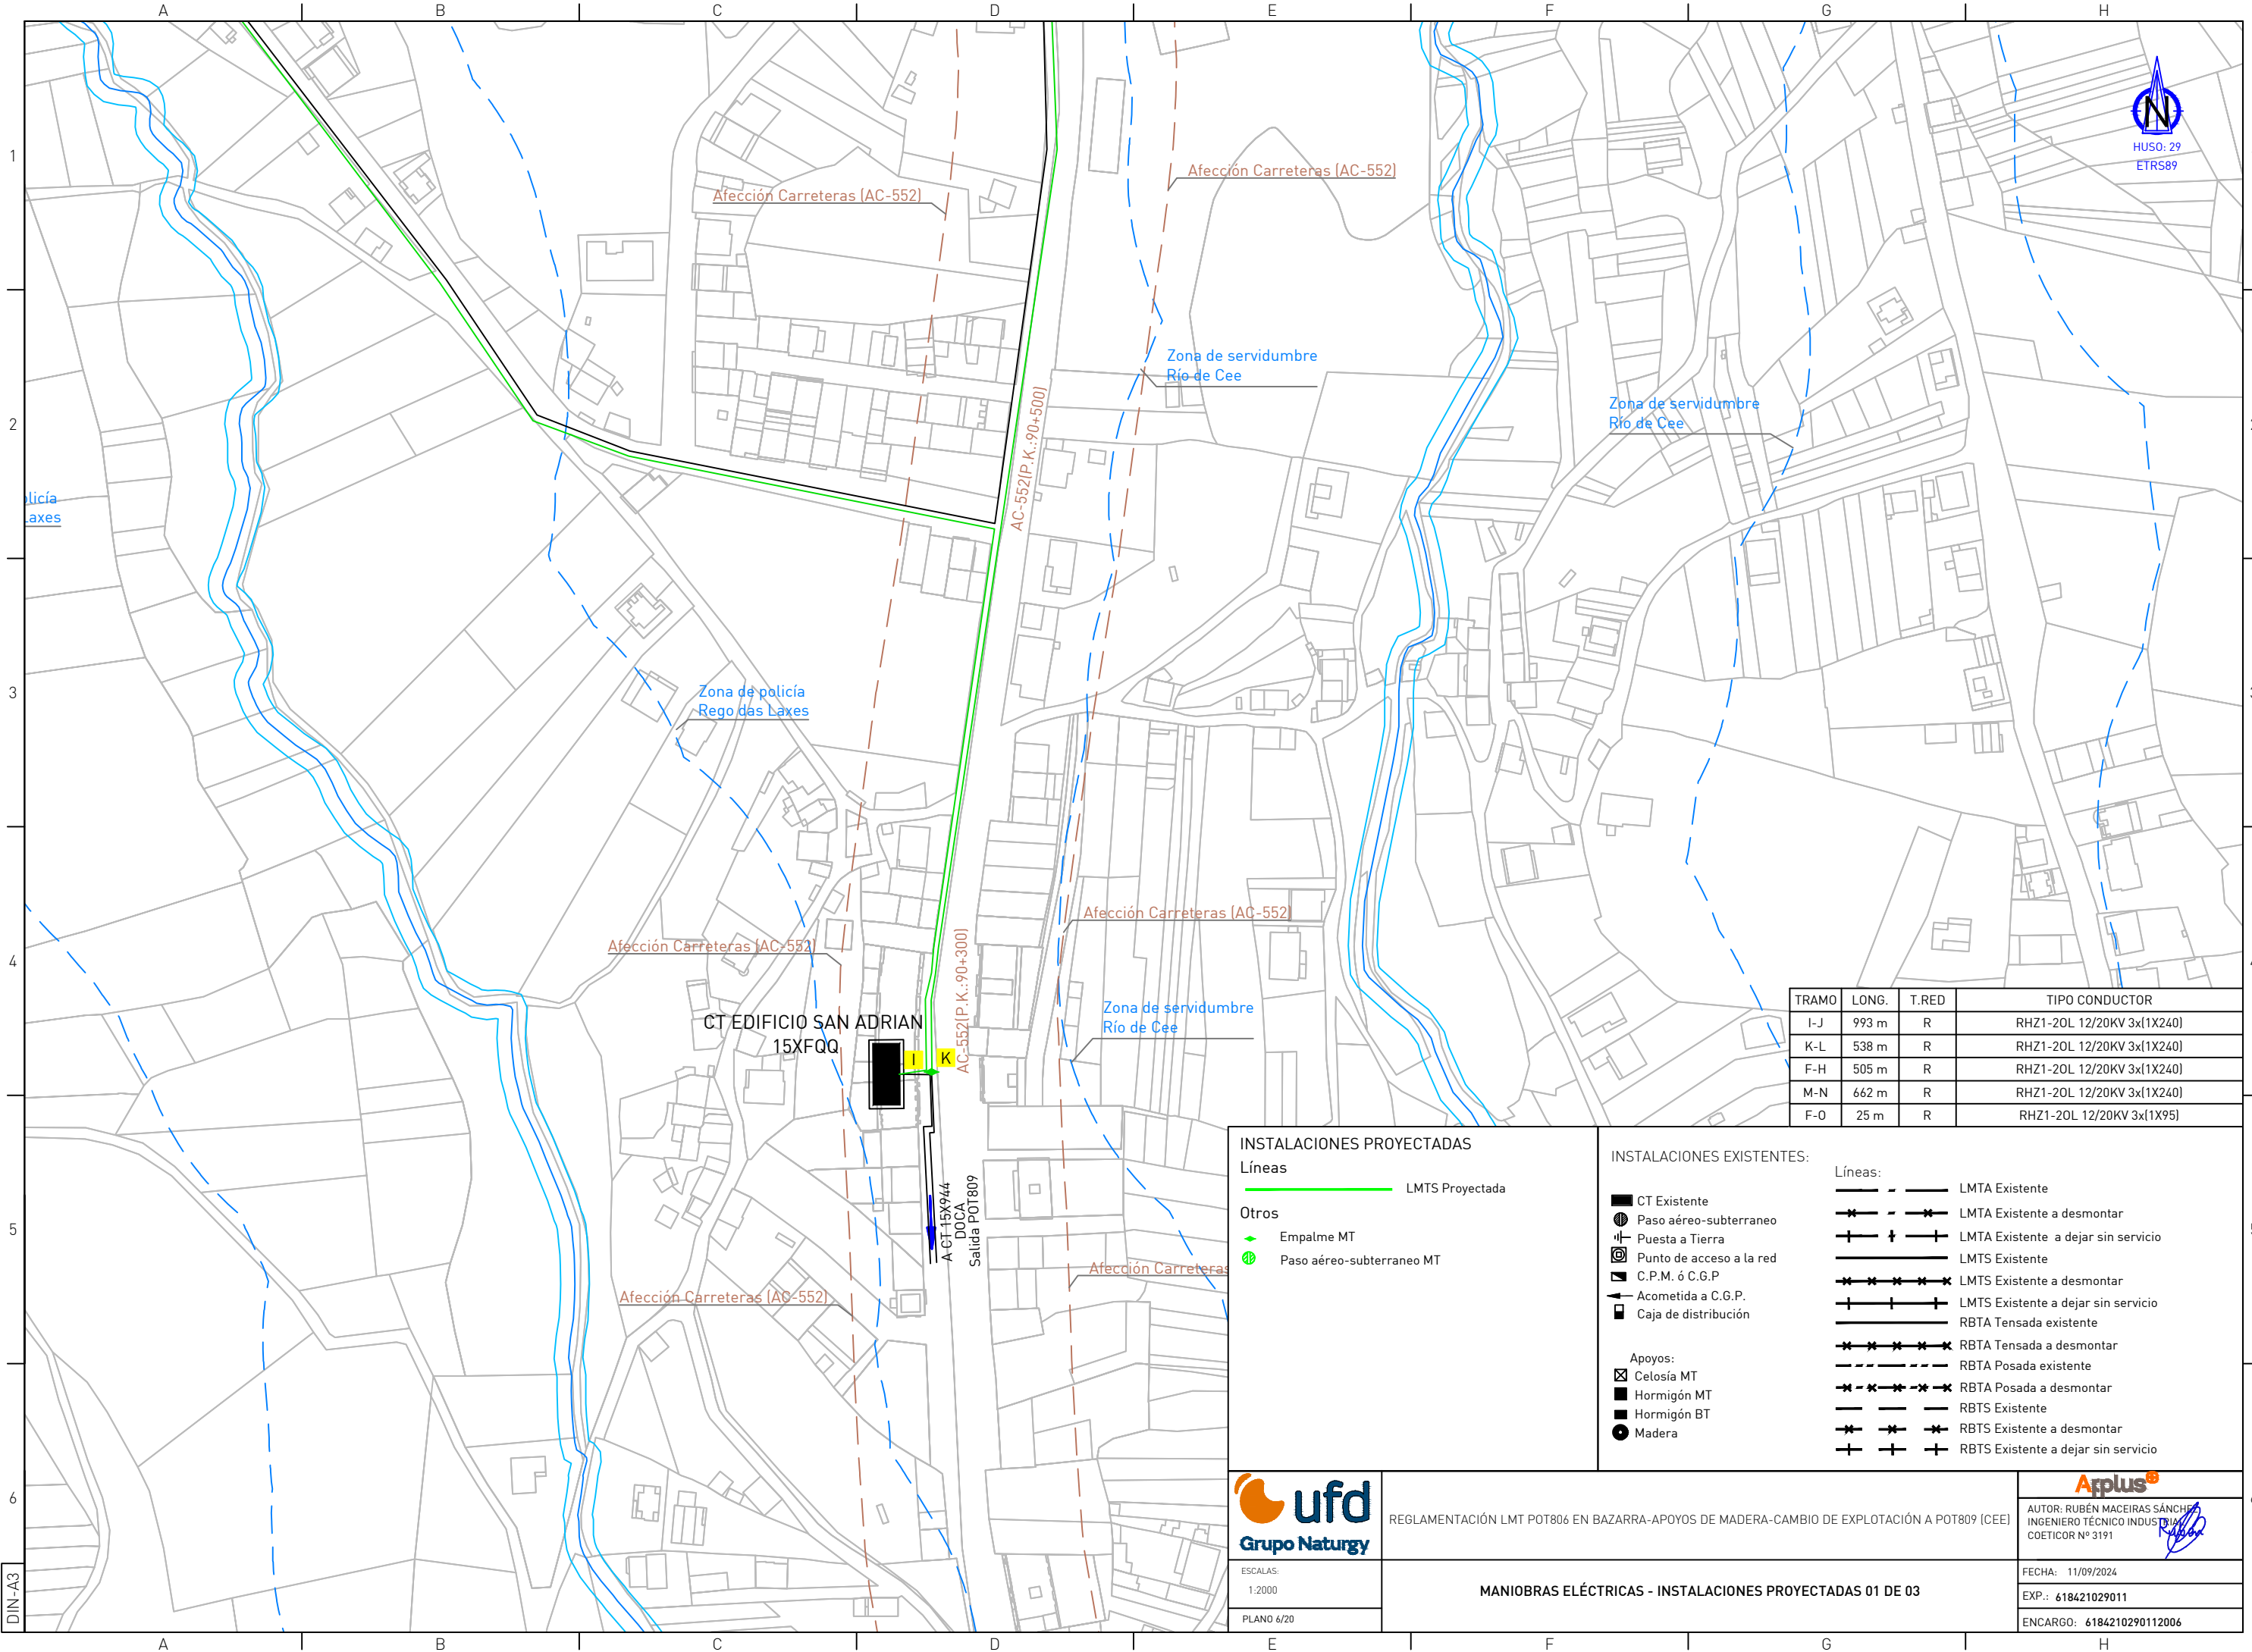 A B C D E F G H
1
2
3
4
5
6
N
HUSO: 29
ETRS89
Afección Carreteras (AC-552)
Afección Carreteras (AC-552)
Zona de servidumbre
Río de Cee
AC-552(P.K.:90+500)
Zona de servidumbre
Río de Cee
olicía
Laxes
Zona de policía
Rego das Laxes
Afección Carreteras (AC-552)
Afección Carreteras (AC-552)
AC-552(P.K.:90+300)
Zona de servidumbre
Río de Cee
CT EDIFICIO SAN ADRIAN
15XFQQ
I
K
A CT 15X944
DOCA
Salida POT809
Afección Carreteras
Afección Carreteras (AC-552)
TRAMO LONG. T.RED TIPO CONDUCTOR
I-J 993 m R RHZ1-2OL 12/20KV 3x(1X240)
K-L 538 m R RHZ1-2OL 12/20KV 3x(1X240)
F-H 505 m R RHZ1-2OL 12/20KV 3x(1X240)
M-N 662 m R RHZ1-2OL 12/20KV 3x(1X240)
F-O 25 m R RHZ1-2OL 12/20KV 3x(1X95)
INSTALACIONES PROYECTADAS
Líneas
LMTS Proyectada
Otros
Empalme MT
Paso aéreo-subterraneo MT
INSTALACIONES EXISTENTES:
CT Existente
Paso aéreo-subterraneo
Puesta a Tierra
Punto de acceso a la red
C.P.M. ó C.G.P
Acometida a C.G.P.
Caja de distribución
Apoyos:
Celosía MT
Hormigón MT
Hormigón BT
Madera
Líneas:
LMTA Existente
LMTA Existente a desmontar
LMTA Existente a dejar sin servicio
LMTS Existente
LMTS Existente a desmontar
LMTS Existente a dejar sin servicio
RBTA Tensada existente
RBTA Tensada a desmontar
RBTA Posada existente
RBTA Posada a desmontar
RBTS Existente
RBTS Existente a desmontar
RBTS Existente a dejar sin servicio
ufd
Grupo Naturgy
REGLAMENTACIÓN LMT POT806 EN BAZARRA-APOYOS DE MADERA-CAMBIO DE EXPLOTACIÓN A POT809 (CEE)
Applus+
AUTOR: RUBÉN MACEIRAS SÁNCHEZ
INGENIERO TÉCNICO INDUSTRIAL
COETICOR Nº 3191
Rubén
ESCALAS:
1:2000
PLANO 6/20
MANIOBRAS ELÉCTRICAS - INSTALACIONES PROYECTADAS 01 DE 03
FECHA: 11/09/2024
EXP.: 618421029011
ENCARGO: 6184210290112006
DIN-A3
A B C D E F G H